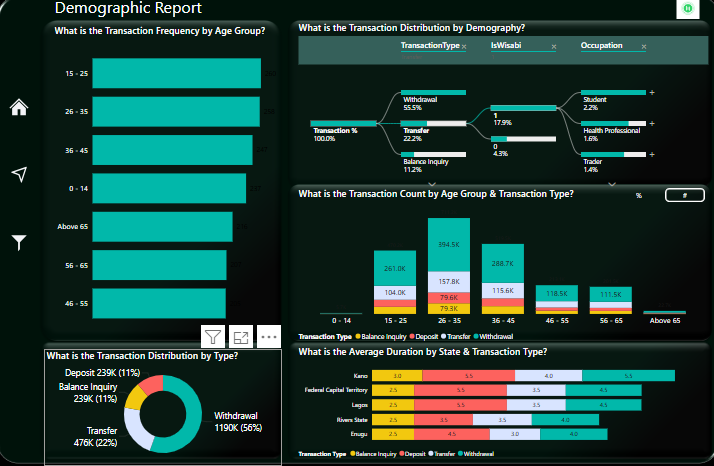 Demographic Report
What is the Transaction Frequency by Age Group?
15 - 25
26 - 35
36 - 45
0 - 14
Above 65
56 - 65
46 - 55
What is the Transaction Distribution by Type?
Deposit 239K (11%)
Balance Inquiry
239K (11%)
Transfer
476K (22%)
Withdrawal
1190K (56%)
What is the Transaction Distribution by Demography?
TransactionType × IsWisabi × Occupation ×
Transaction %
100.0%
Withdrawal
55.5%
Transfer
22.2%
Balance Inquiry
11.2%
1
17.9%
0
4.3%
Student
2.2%
Health Professional
1.6%
Trader
1.4%
What is the Transaction Count by Age Group & Transaction Type?
% #
261.0K
104.0K
394.5K
157.8K
79.6K
79.3K
288.7K
115.6K
118.5K
111.5K
0 - 14 15 - 25 26 - 35 36 - 45 46 - 55 56 - 65 Above 65
Transaction Type Balance Inquiry Deposit Transfer Withdrawal
What is the Average Duration by State & Transaction Type?
Kano 3.0 5.5 4.0 5.5
Federal Capital Territory 2.5 5.5 3.5 4.5
Lagos 2.5 5.5 3.5 4.5
Rivers State 2.5 3.5 3.5 4.0
Enugu 2.5 4.5 3.0 4.0
Transaction Type Balance Inquiry Deposit Transfer Withdrawal